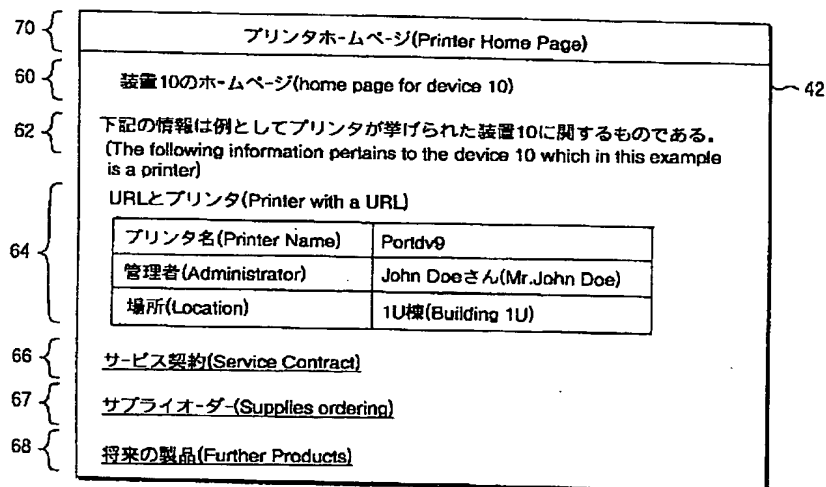 70 プリンタホームページ(Printer Home Page)
60 装置10のホームページ(home page for device 10) 42
62 下記の情報は例としてプリンタが挙げられた装置10に関するものである.
(The following information pertains to the device 10 which in this example
is a printer)
URLとプリンタ(Printer with a URL)
64
プリンタ名(Printer Name) Portdv9
管理者(Administrator) John Doeさん(Mr.John Doe)
場所(Location) 1U棟(Building 1U)
66 サービス契約(Service Contract)
67 サプライオーダー(Supplies ordering)
68 将来の製品(Further Products)